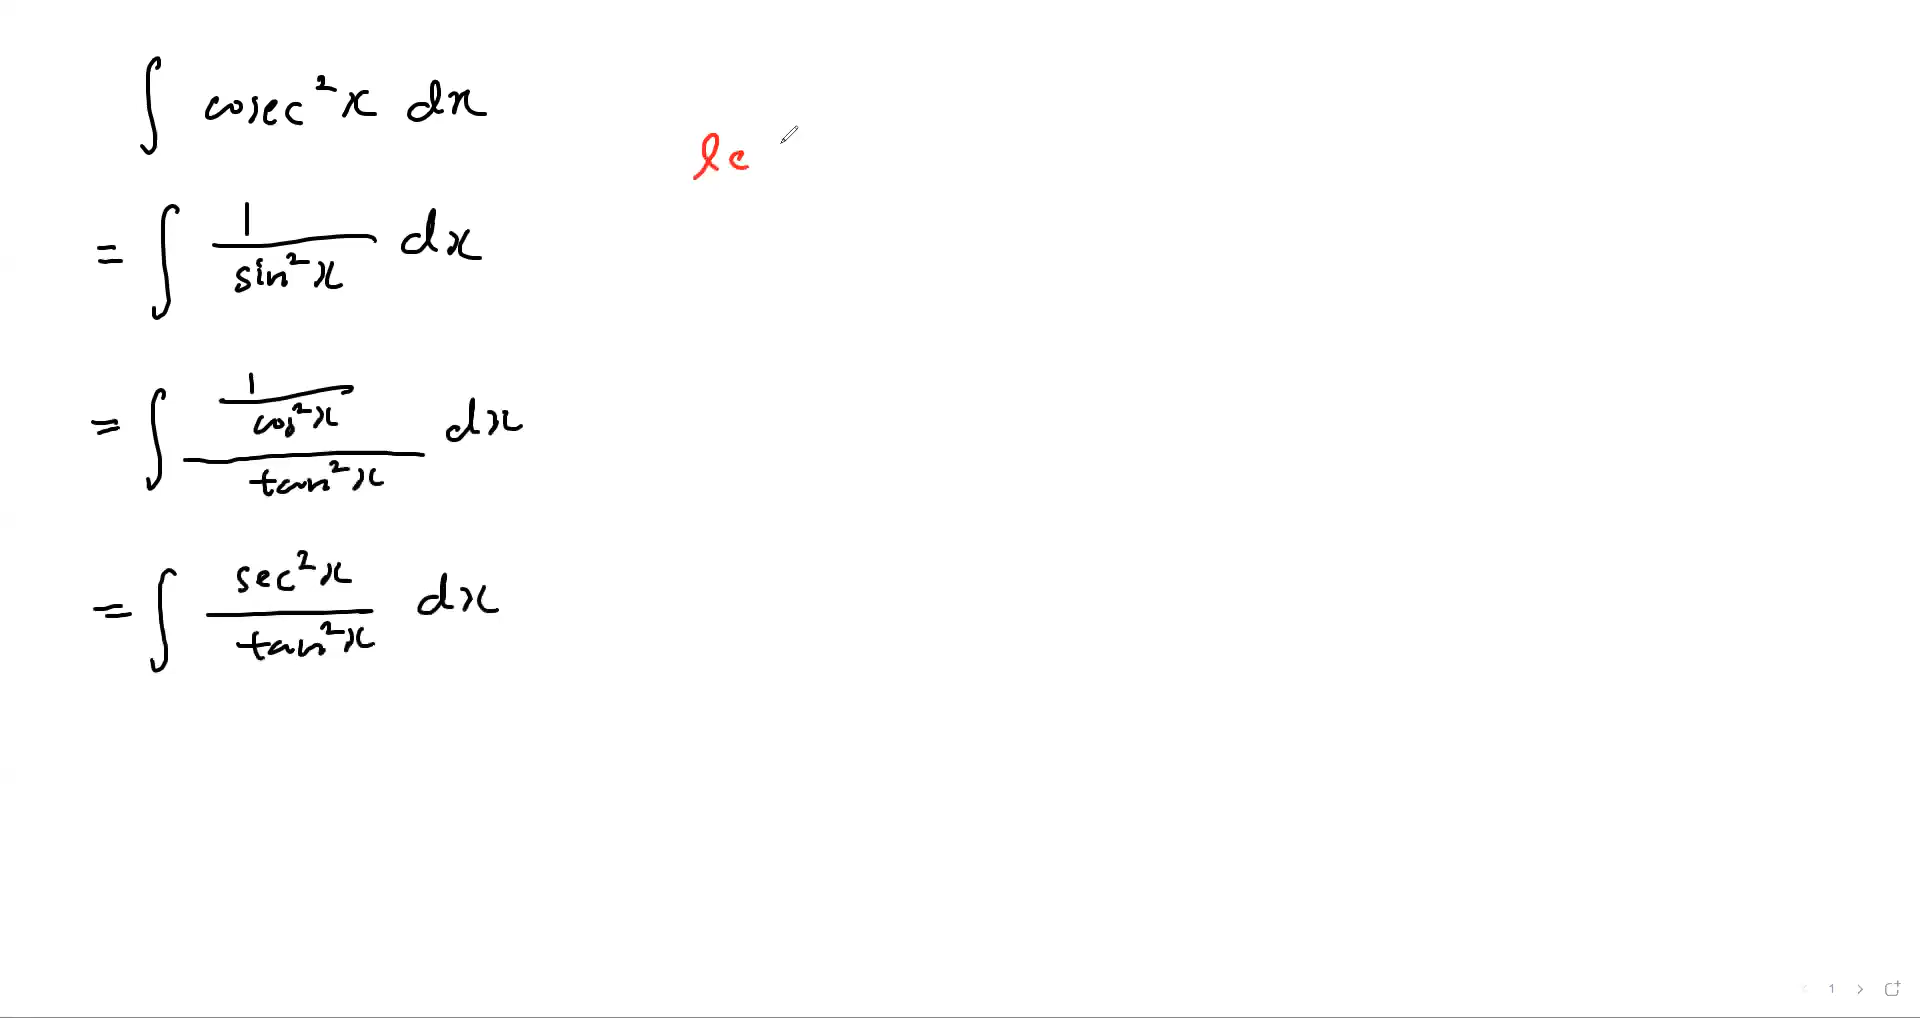 ∫ cosec²x dx
le
= ∫ 1/sin²x dx
= ∫ (1/cos²x)/tan²x dx
= ∫ sec²x/tan²x dx
1